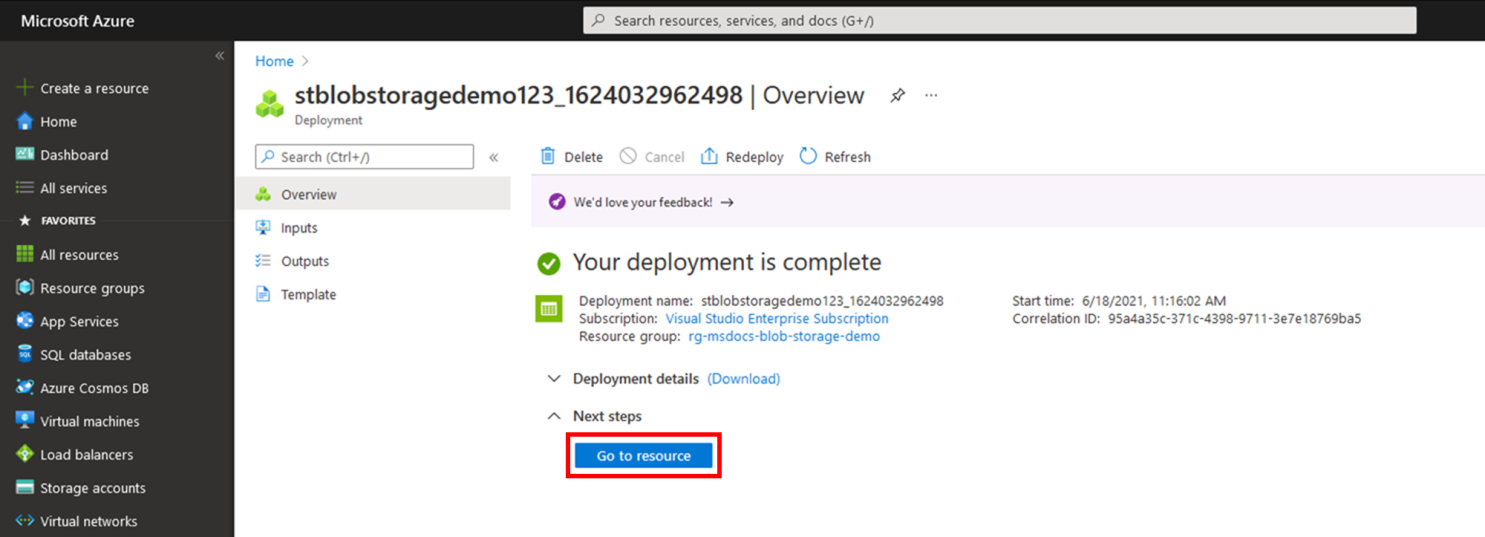 Microsoft Azure
Search resources, services, and docs (G+/)
«
Create a resource
Home
Dashboard
All services
FAVORITES
All resources
Resource groups
App Services
SQL databases
Azure Cosmos DB
Virtual machines
Load balancers
Storage accounts
Virtual networks
Home >
stblobstoragedemo123_1624032962498 | Overview ...
Deployment
Search (Ctrl+/) «
Overview
Inputs
Outputs
Template
Delete Cancel Redeploy Refresh
We'd love your feedback! →
Your deployment is complete
Deployment name: stblobstoragedemo123_1624032962498
Subscription: Visual Studio Enterprise Subscription
Resource group: rg-msdocs-blob-storage-demo
Start time: 6/18/2021, 11:16:02 AM
Correlation ID: 95a4a35c-371c-4398-9711-3e7e18769ba5
Deployment details (Download)
Next steps
Go to resource